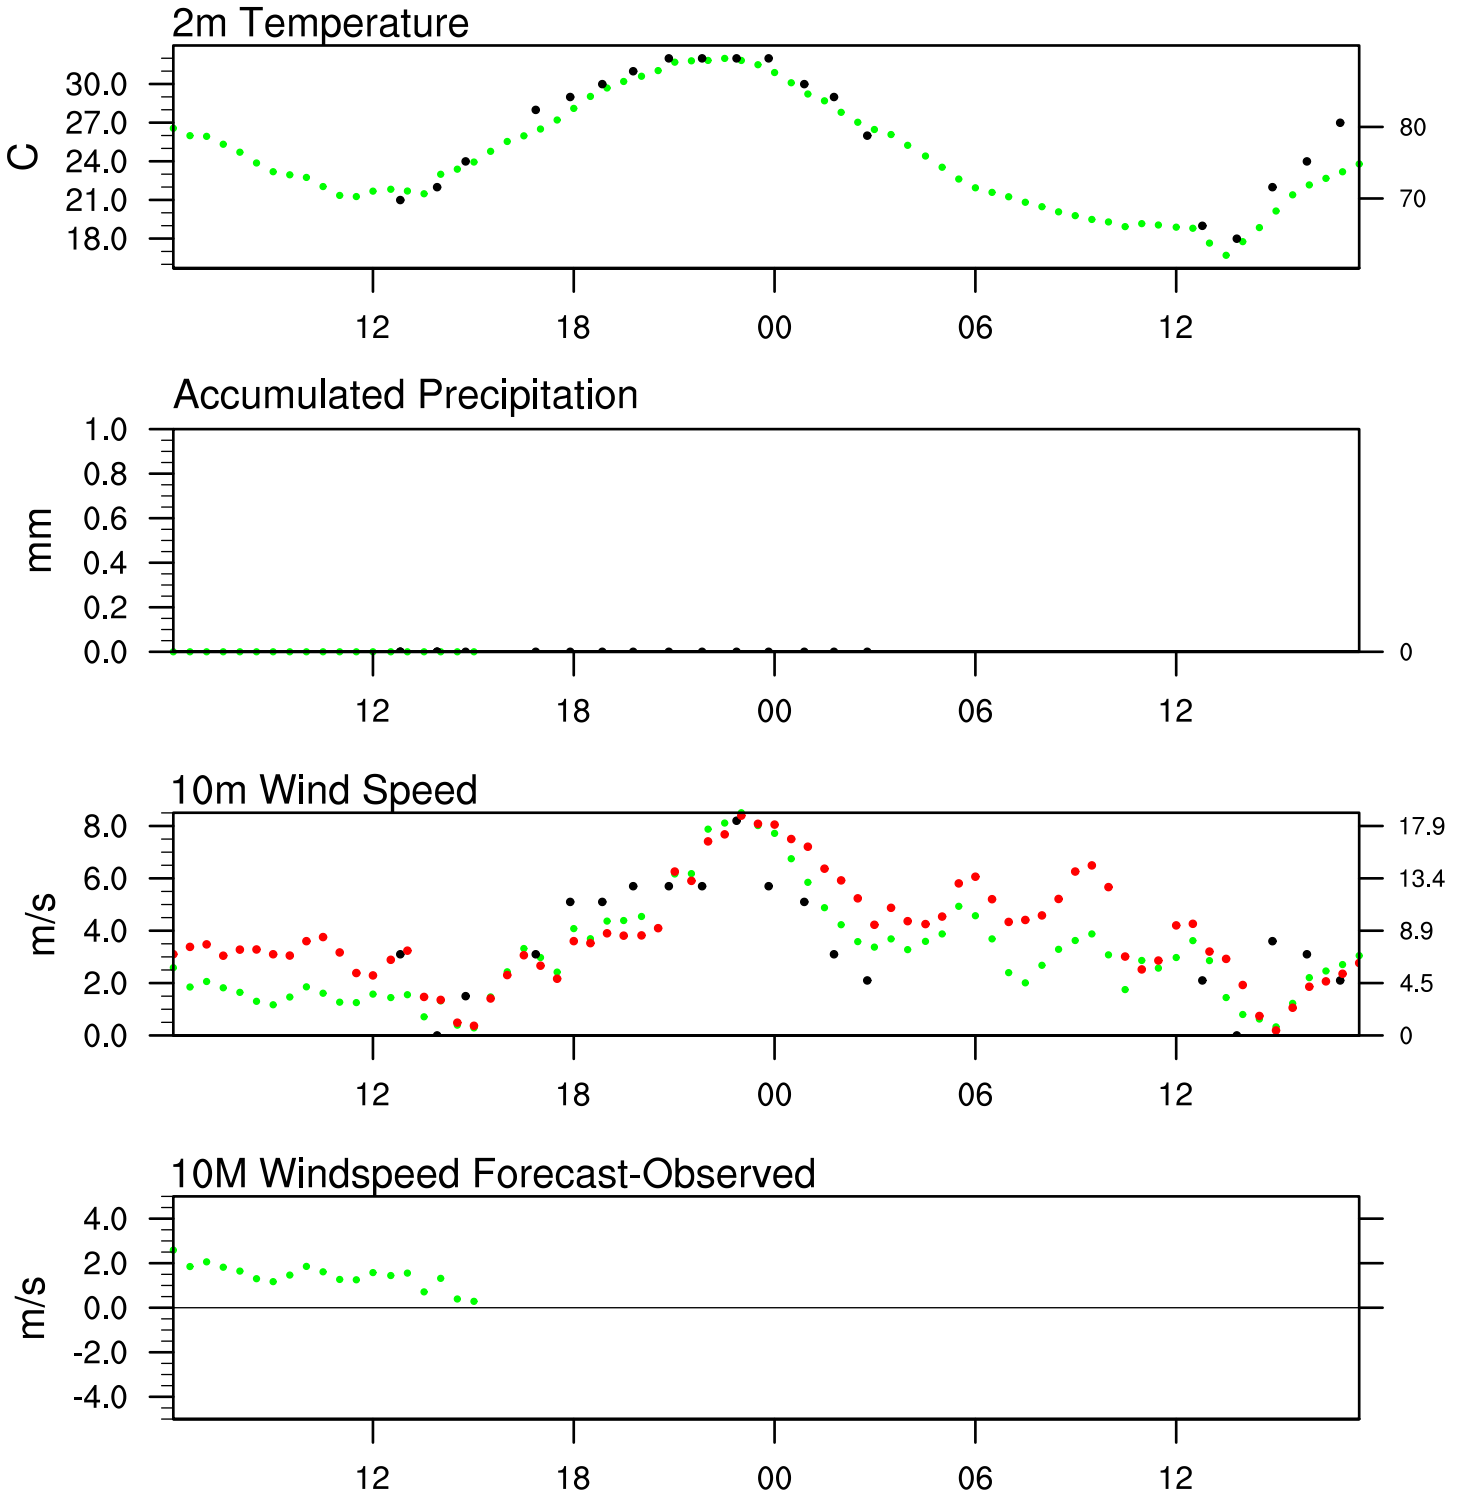 2m Temperature
C
30.0
27.0
24.0
21.0
18.0
80
70
12 18 00 06 12
Accumulated Precipitation
mm
1.0
0.8
0.6
0.4
0.2
0.0
0
12 18 00 06 12
10m Wind Speed
m/s
8.0
6.0
4.0
2.0
0.0
17.9
13.4
8.9
4.5
0
12 18 00 06 12
10M Windspeed Forecast-Observed
m/s
4.0
2.0
0.0
-2.0
-4.0
12 18 00 06 12